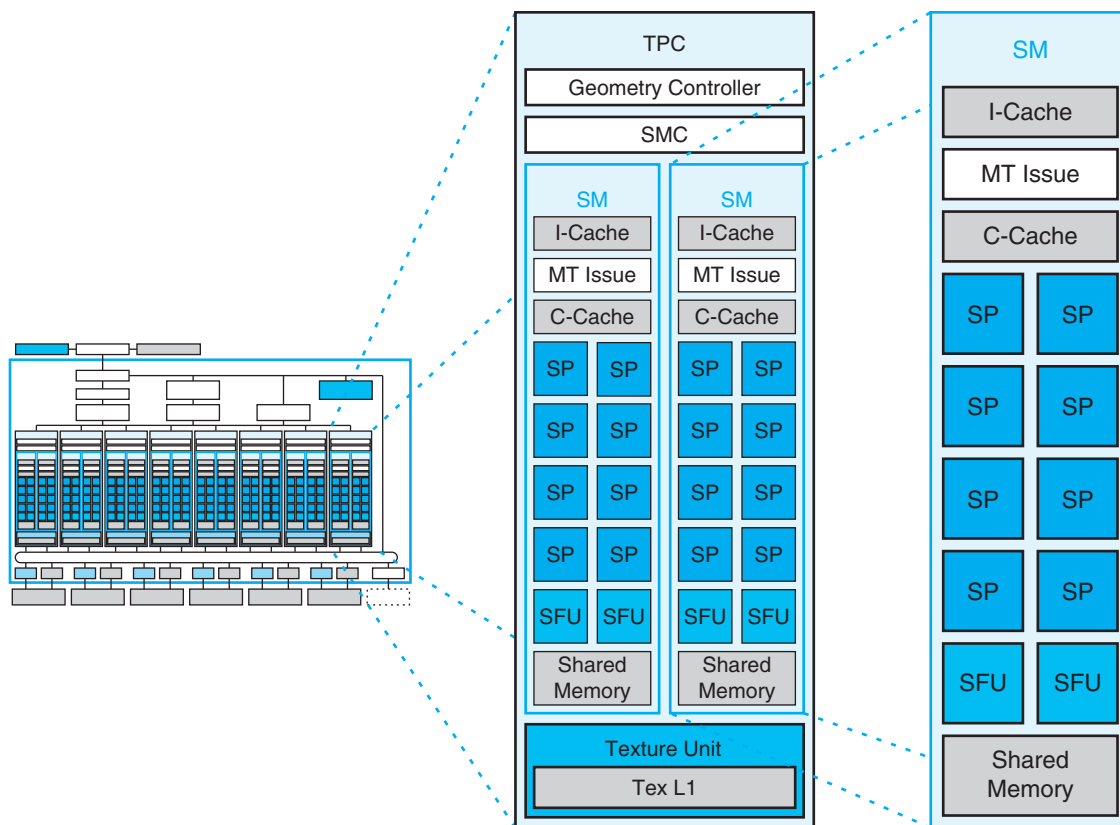 TPC
Geometry Controller
SMC
SM
I-Cache
MT Issue
C-Cache
SP SP
SP SP
SP SP
SP SP
SFU SFU
Shared
Memory
SM
I-Cache
MT Issue
C-Cache
SP SP
SP SP
SP SP
SP SP
SFU SFU
Shared
Memory
Texture Unit
Tex L1
SM
I-Cache
MT Issue
C-Cache
SP SP
SP SP
SP SP
SP SP
SFU SFU
Shared
Memory